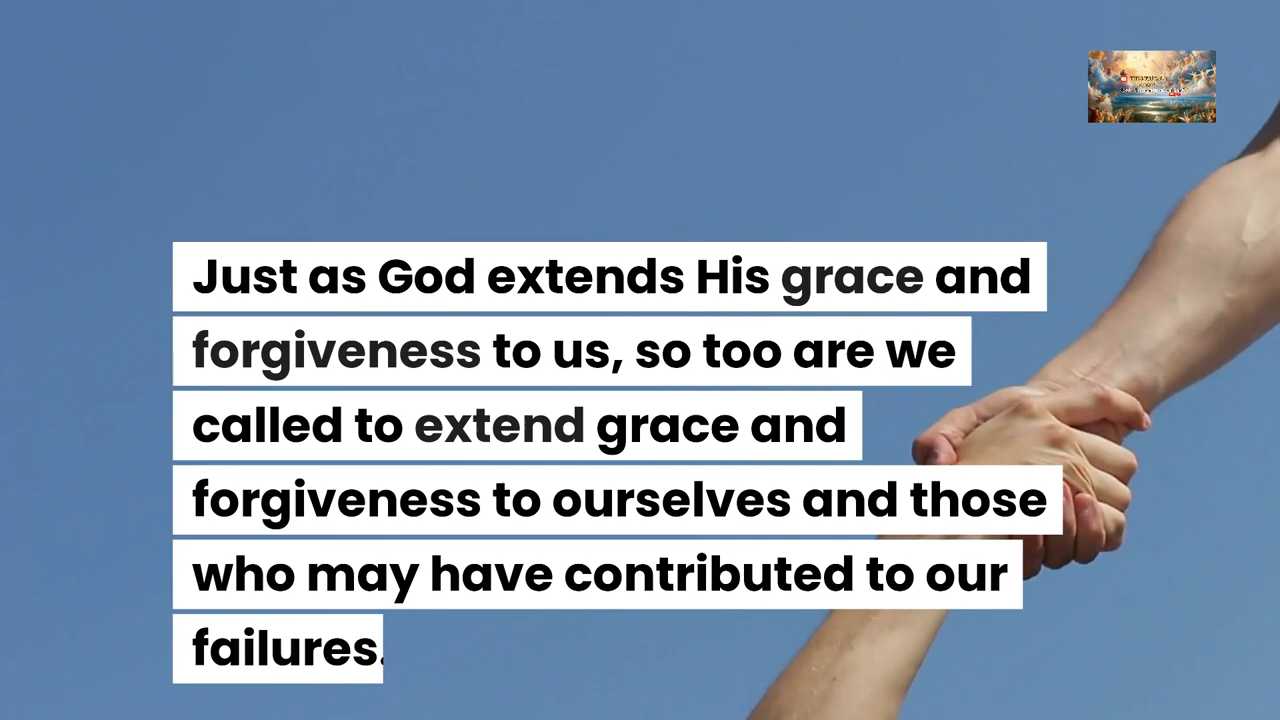 Just as God extends His grace and
forgiveness to us, so too are we
called to extend grace and
forgiveness to ourselves and those
who may have contributed to our
failures.